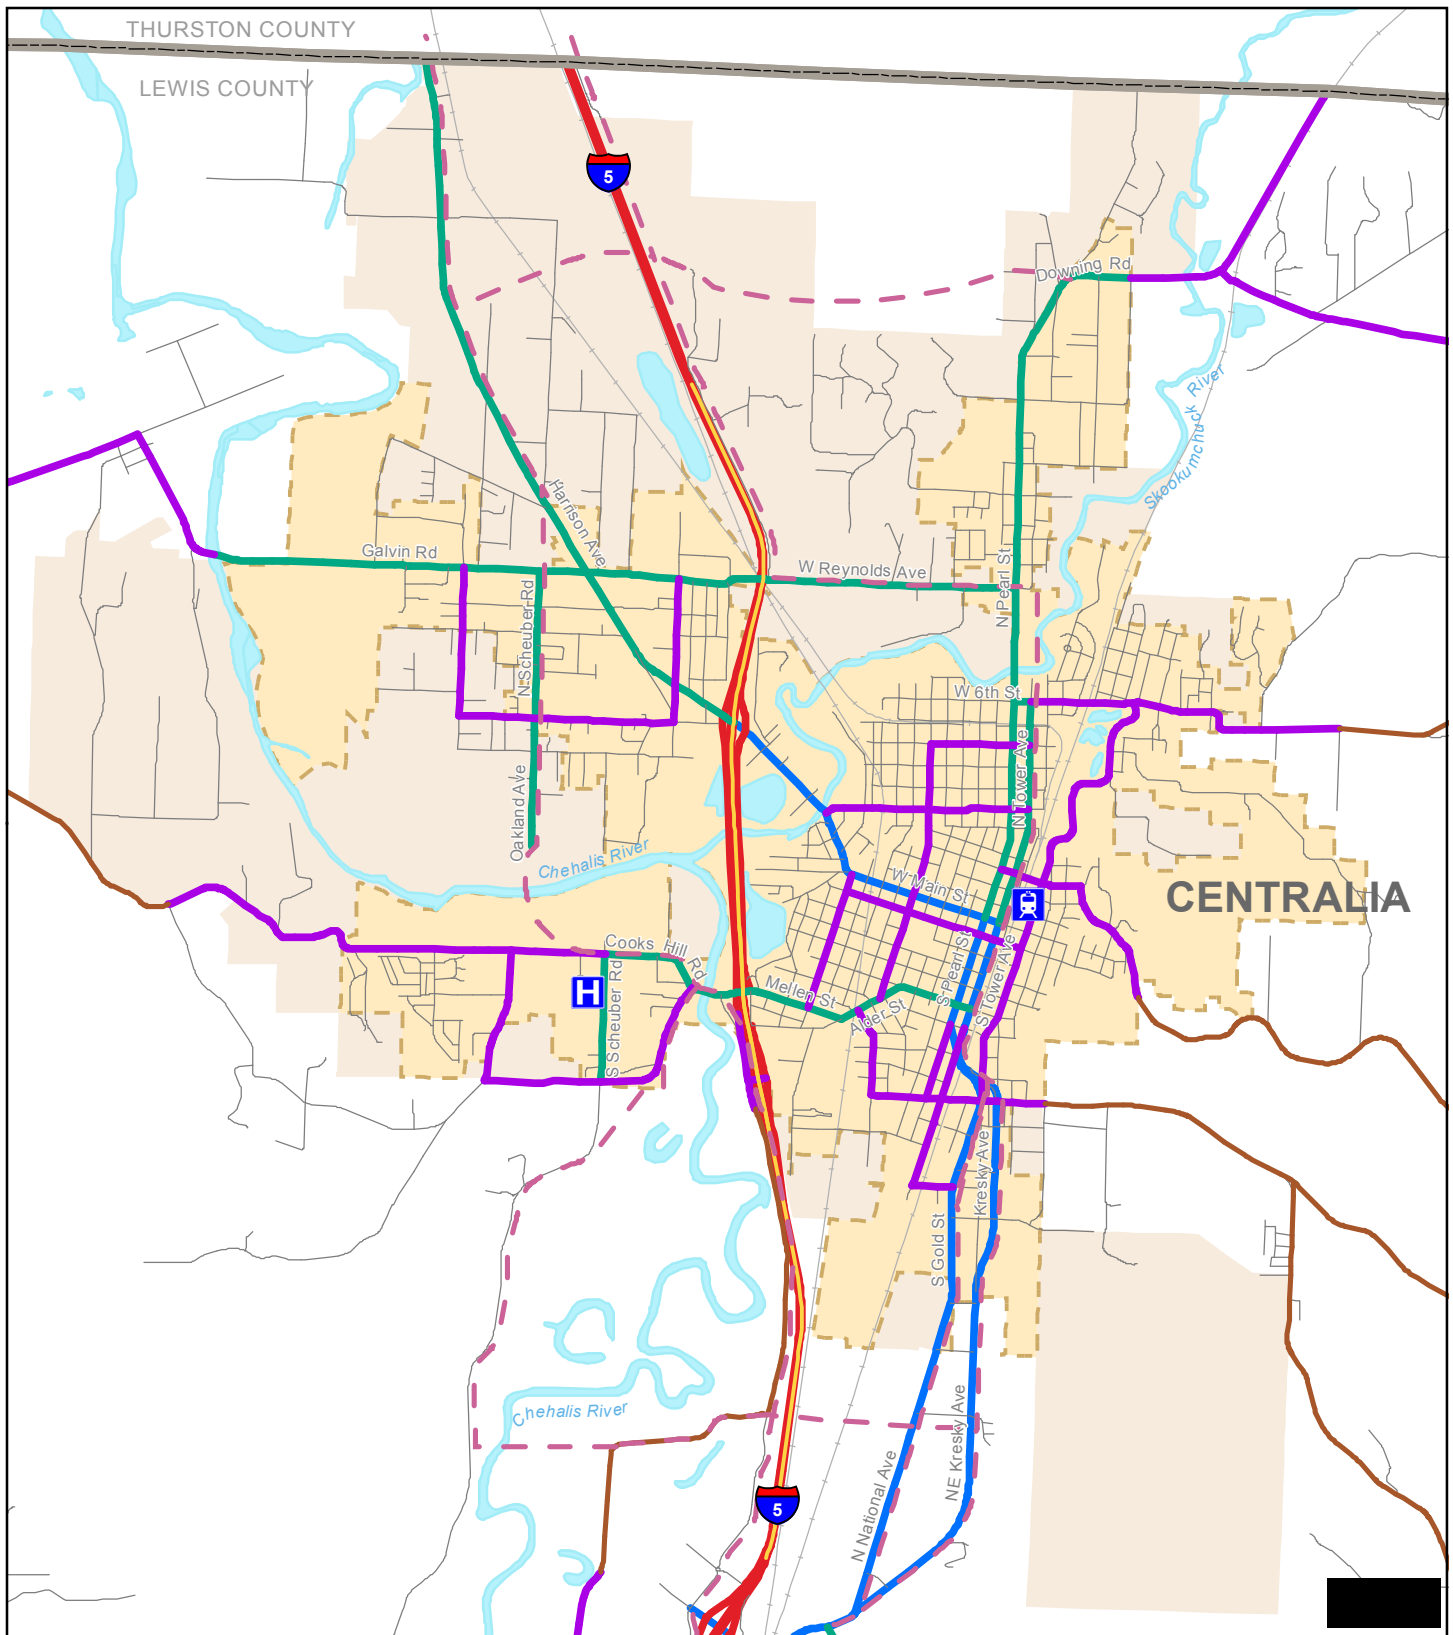 THURSTON COUNTY
LEWIS COUNTY
5
Downing Rd
Skookumchuck River
Harrison Ave
Galvin Rd
W Reynolds Ave
N Pearl St
N Scheuber Rd
W 6th St
N Tower Ave
Oakland Ave
Chehalis River
W Main St
CENTRALIA
Cooks Hill Rd
H
S Scheuber Rd
Mellen St
Alder St
S Pearl St
S Tower Ave
Kresky Ave
S Gold St
Chehalis River
NE Kresky Ave
N National Ave
5